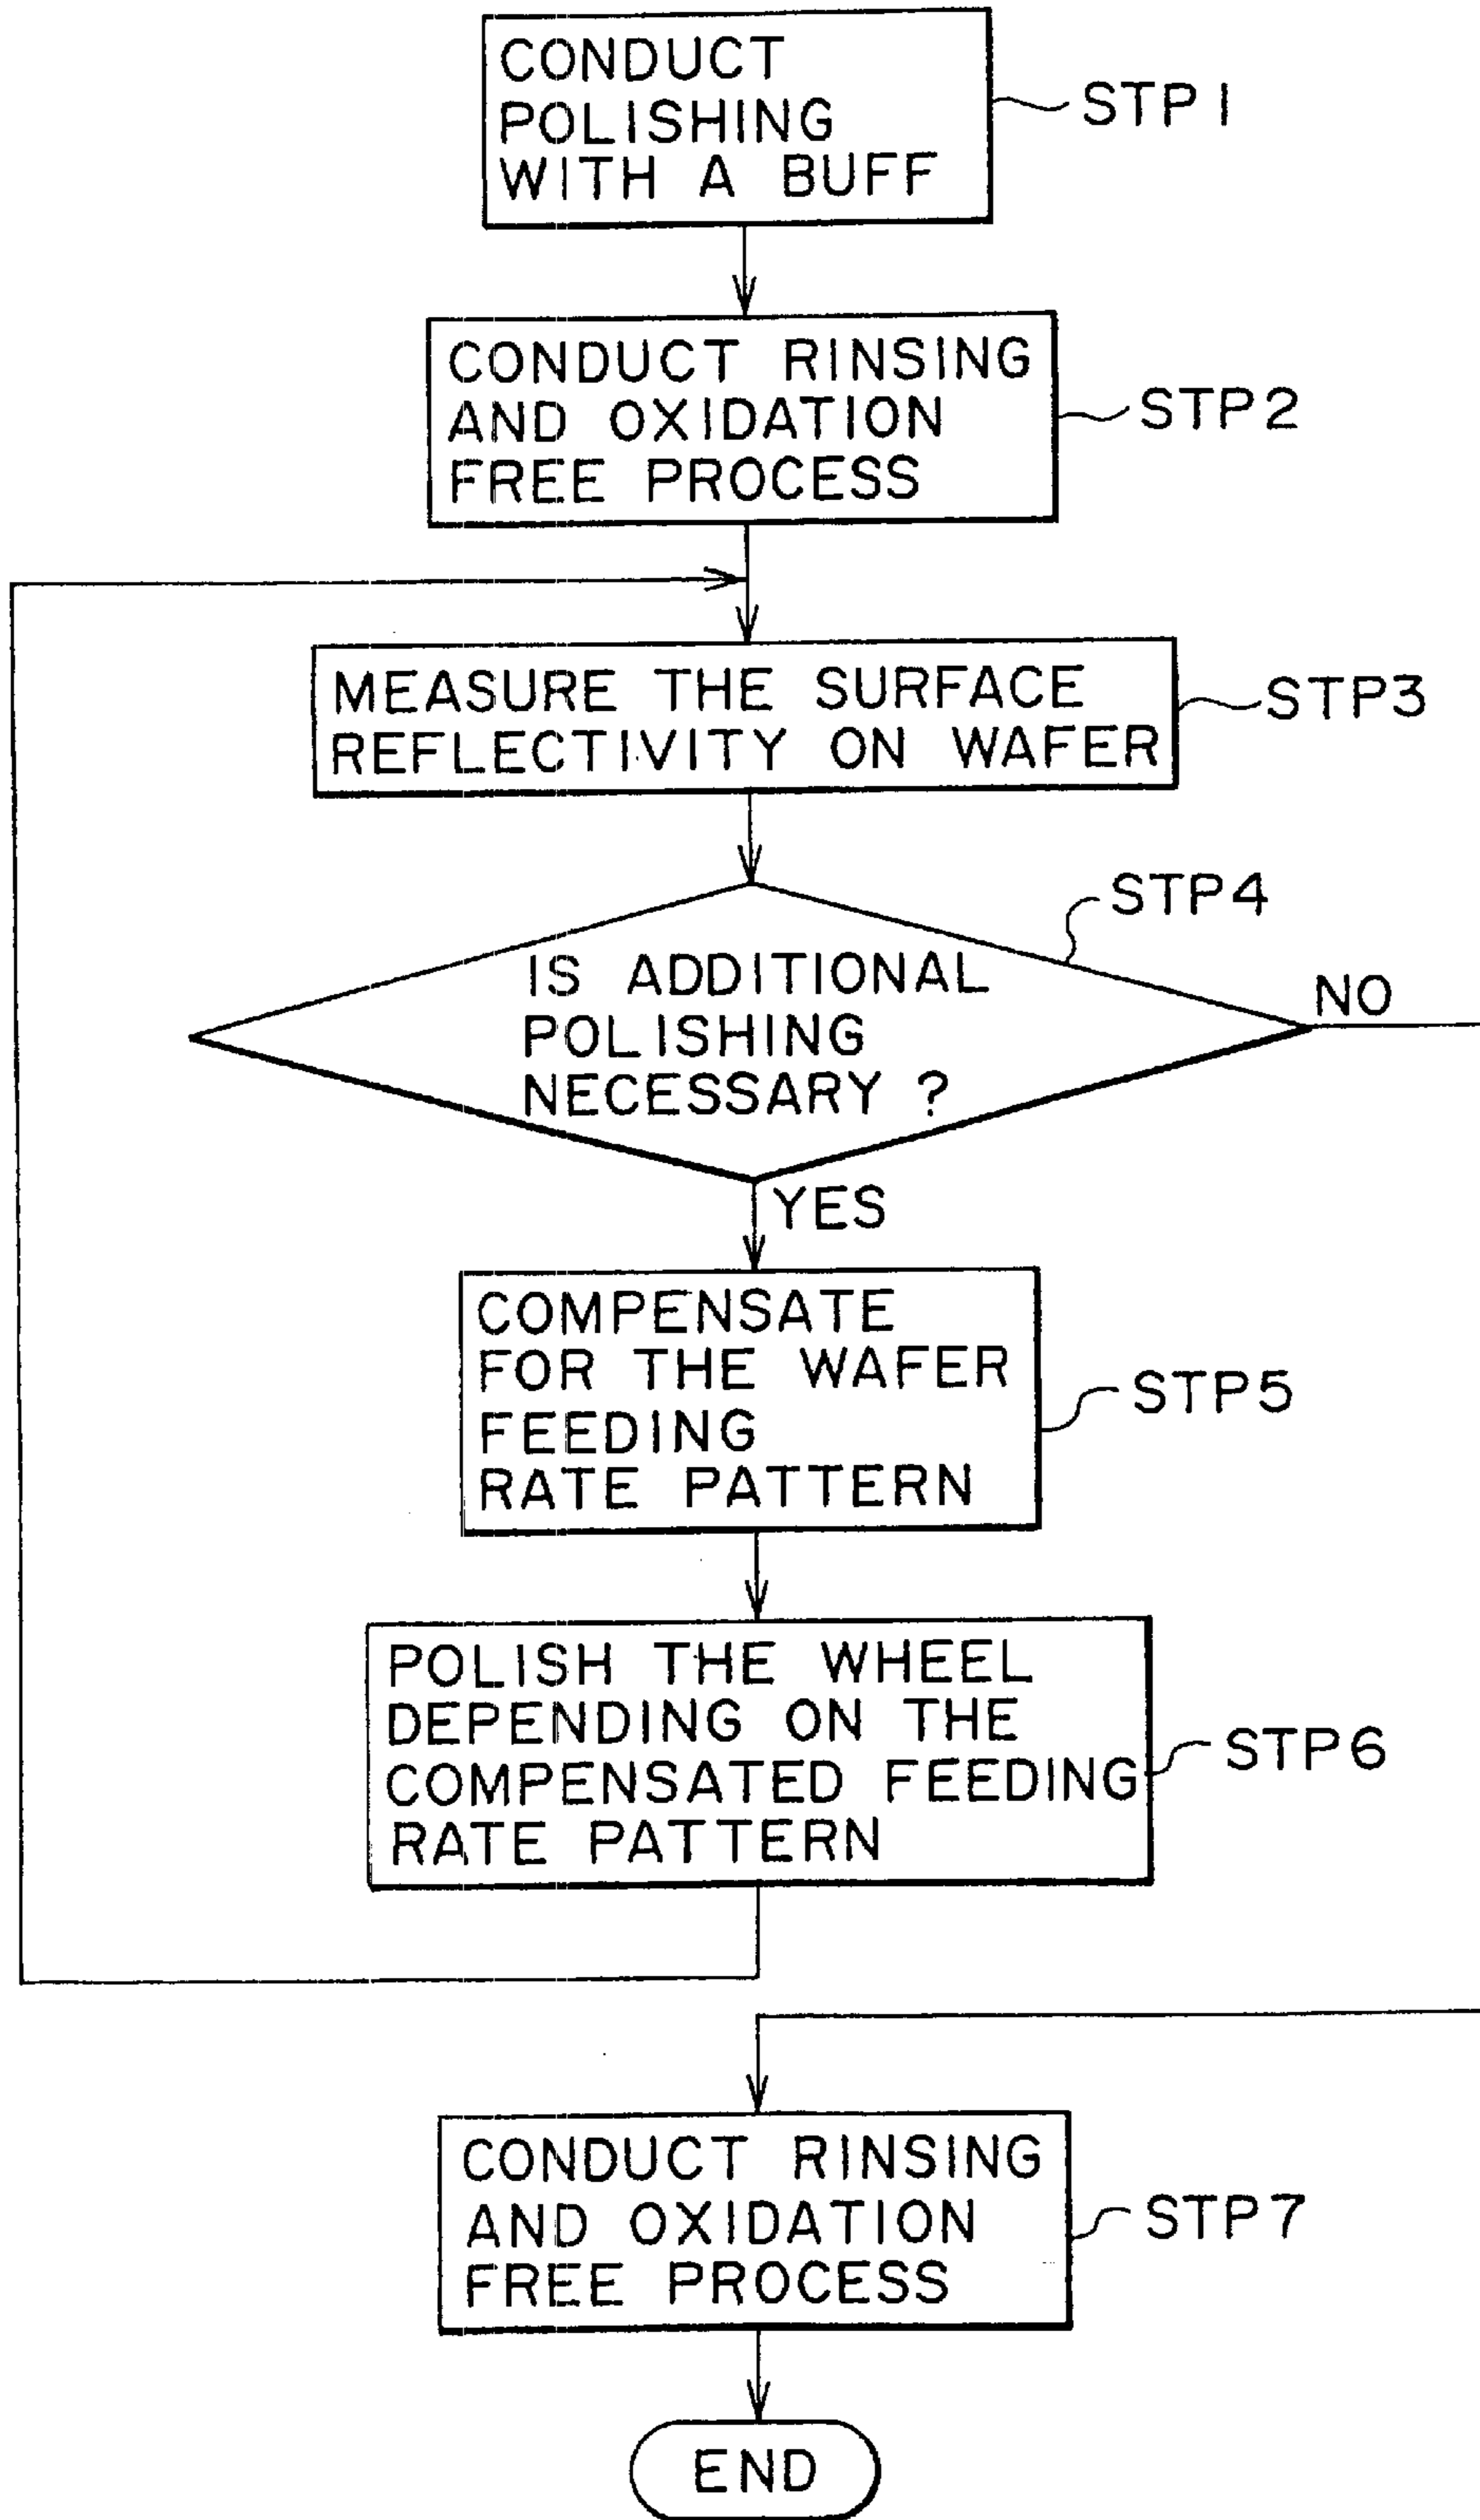 CONDUCT
POLISHING
WITH A BUFF
STP1
CONDUCT RINSING
AND OXIDATION
FREE PROCESS
STP2
MEASURE THE SURFACE
REFLECTIVITY ON WAFER
STP3
STP4
IS ADDITIONAL
POLISHING
NECESSARY ?
NO
YES
COMPENSATE
FOR THE WAFER
FEEDING
RATE PATTERN
STP5
POLISH THE WHEEL
DEPENDING ON THE
COMPENSATED FEEDING
RATE PATTERN
STP6
CONDUCT RINSING
AND OXIDATION
FREE PROCESS
STP7
END